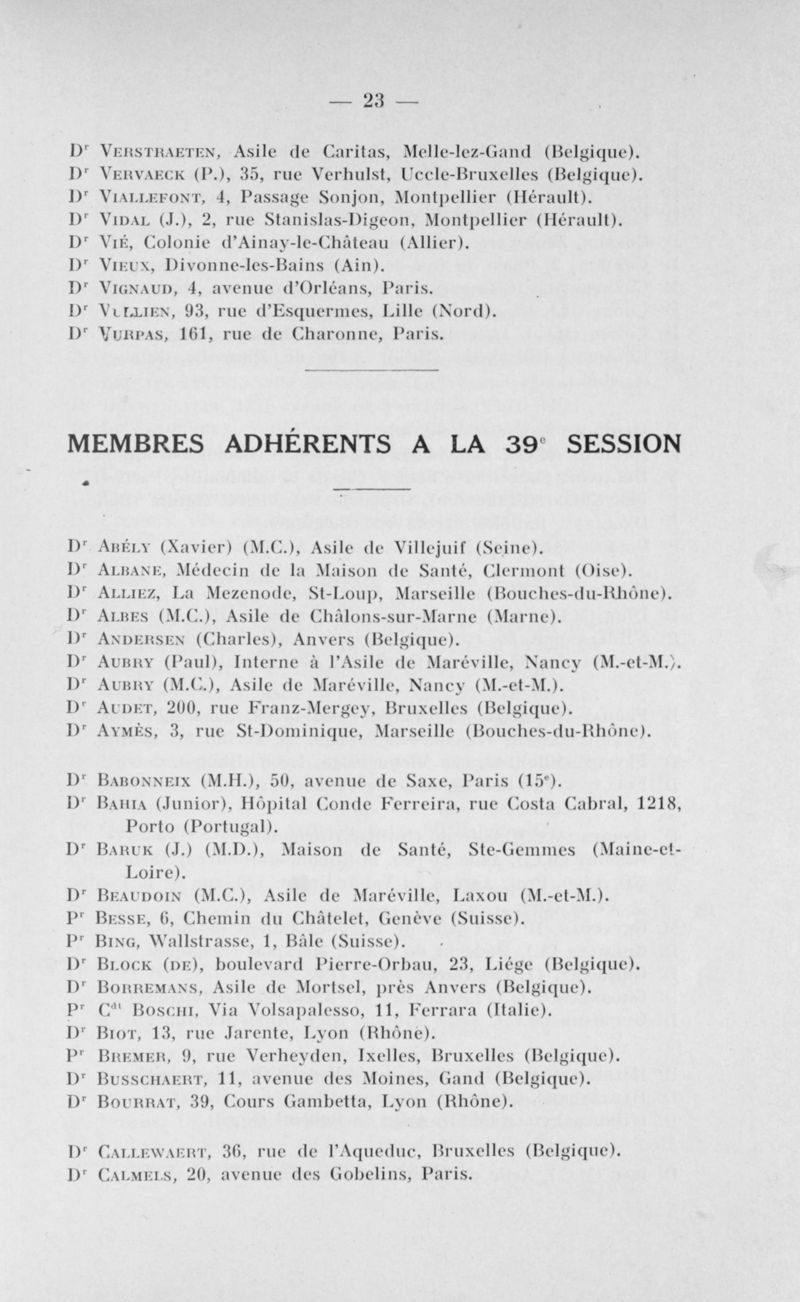 — 23 —
Dr VERSTRAETEN, Asile de Caritas, Melle-lez-Gand (Belgique).
Dr VERVAECK (P.), 35, rue Verhulst, Uccle-Bruxelles (Belgique).
Dr VIALLEFONT, 4, Passage Sonjon, Montpellier (Hérault).
Dr VIDAL (J.), 2, rue Stanislas-Digeon, Montpellier (Hérault).
Dr VIÉ, Colonie d'Ainay-le-Château (Allier).
Dr VIEUX, Divonne-les-Bains (Ain).
Dr VIGNAUD, 4, avenue d'Orléans, Paris.
Dr VULLIEN, 93, rue d'Esquermes, Lille (Nord).
Dr VURPAS, 161, rue de Charonne, Paris.
MEMBRES ADHÉRENTS A LA 39e SESSION
Dr ABÉLY (Xavier) (M.C.), Asile de Villejuif (Seine).
Dr ALBANE, Médecin de la Maison de Santé, Clermont (Oise).
Dr ALLIEZ, La Mezenode, St-Loup, Marseille (Bouches-du-Rhône).
Dr ALBES (M.C.), Asile de Châlons-sur-Marne (Marne).
Dr ANDERSEN (Charles), Anvers (Belgique).
Dr AUBRY (Paul), Interne à l'Asile de Maréville, Nancy (M.-et-M.).
Dr AUBRY (M.C.), Asile de Maréville, Nancy (M.-et-M.).
Dr AUDET, 200, rue Franz-Mergey, Bruxelles (Belgique).
Dr AYMÈS, 3, rue St-Dominique, Marseille (Bouches-du-Rhône).
Dr BABONNEIX (M.H.), 50, avenue de Saxe, Paris (15e).
Dr BAHIA (Junior), Hôpital Conde Ferreira, rue Costa Cabral, 1218,
Porto (Portugal).
Dr BARUK (J.) (M.D.), Maison de Santé, Ste-Gemmes (Maine-et-
Loire).
Dr BEAUDOIN (M.C.), Asile de Maréville, Laxou (M.-et-M.).
Pr BESSE, 6, Chemin du Châtelet, Genève (Suisse).
Pr BING, Wallstrasse, 1, Bâle (Suisse).
Dr BLOCK (DE), boulevard Pierre-Orbau, 23, Liége (Belgique).
Dr BORREMANS, Asile de Mortsel, près Anvers (Belgique).
Pr Cdt BOSCHI, Via Volsapalesso, 11, Ferrara (Italie).
Dr BIOT, 13, rue Jarente, Lyon (Rhône).
Pr BREMER, 9, rue Verheyden, Ixelles, Bruxelles (Belgique).
Dr BUSSCHAERT, 11, avenue des Moines, Gand (Belgique).
Dr BOURRAT, 39, Cours Gambetta, Lyon (Rhône).
Dr CALLEWAERT, 36, rue de l'Aqueduc, Bruxelles (Belgique).
Dr CALMELS, 20, avenue des Gobelins, Paris.